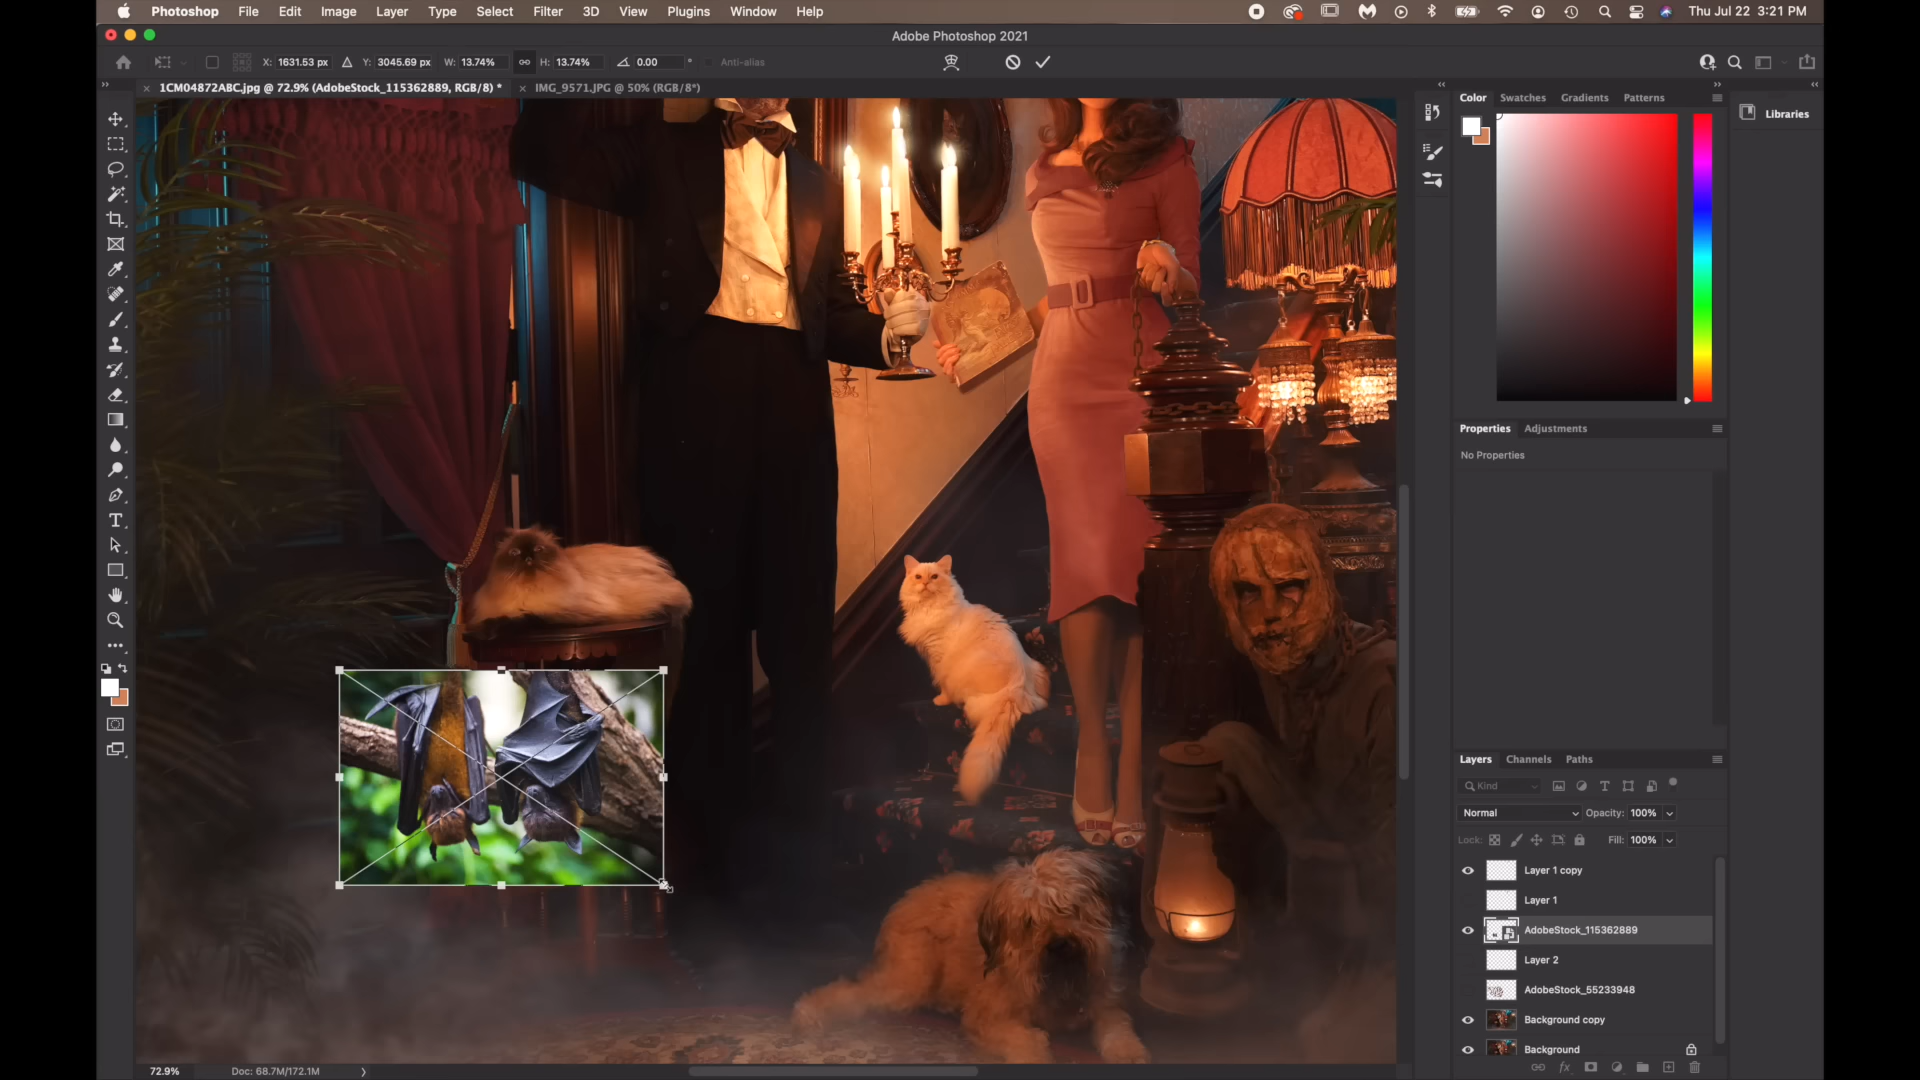 Photoshop File Edit Image Layer Type Select Filter 3D View Plugins Window Help Thu Jul 22 3:21 PM
Adobe Photoshop 2021
X: 1631.53 px Y: 3045.69 px W: 13.74% H: 13.74% 0.00 ° Anti-alias
1CM04872ABC.jpg @ 72.9% (AdobeStock_115362889, RGB/8) * IMG_9571.JPG @ 50% (RGB/8*)
Color Swatches Gradients Patterns
Libraries
Properties Adjustments
No Properties
Layers Channels Paths
Kind
Normal Opacity: 100%
Lock: Fill: 100%
Layer 1 copy
Layer 1
AdobeStock_115362889
Layer 2
AdobeStock_55233948
Background copy
Background
72.9% Doc: 68.7M/172.1M